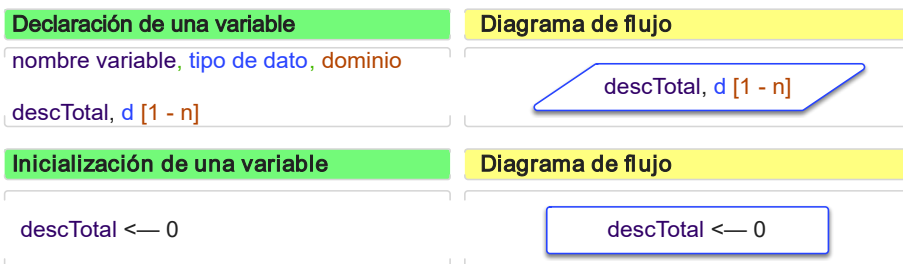 Declaración de una variable
Diagrama de flujo
nombre variable, tipo de dato, dominio
descTotal, d [1 - n]
descTotal, d [1 - n]
Inicialización de una variable
Diagrama de flujo
descTotal <— 0
descTotal <— 0